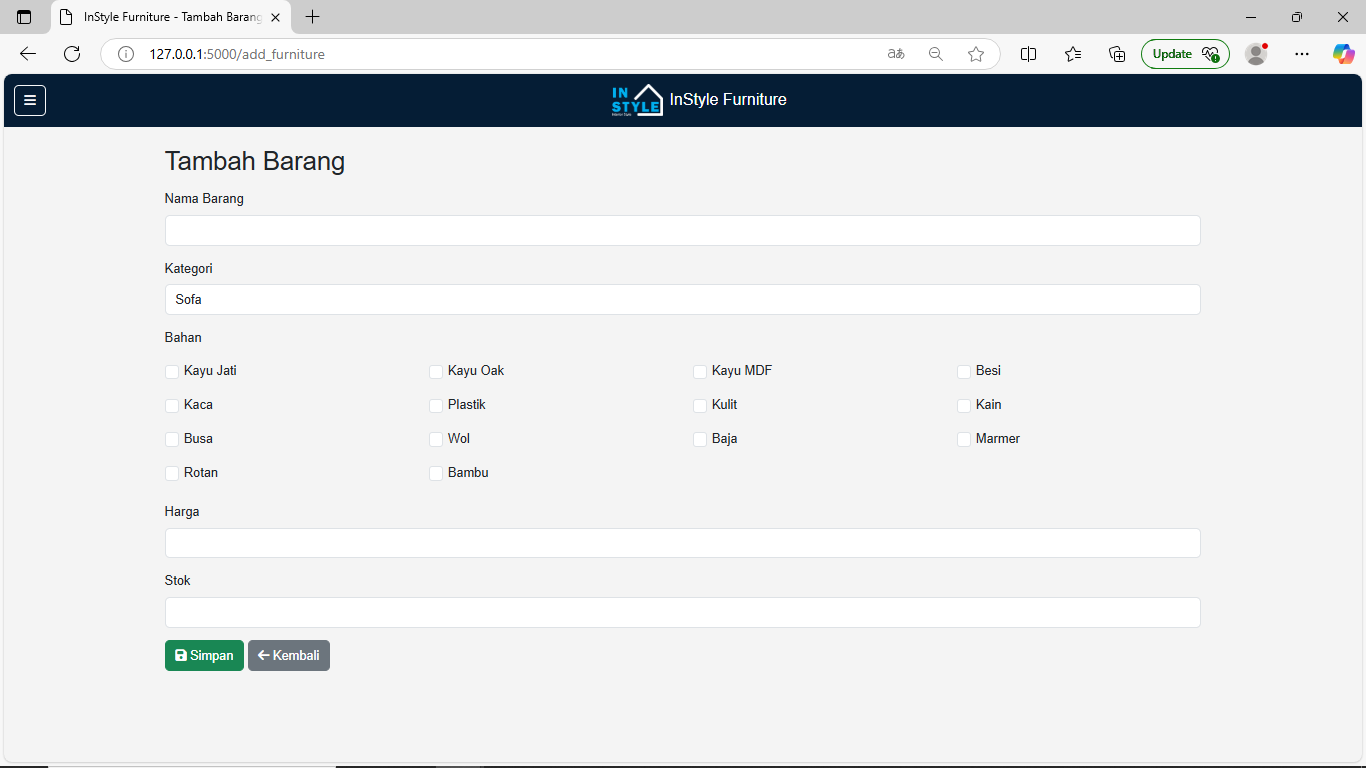 InStyle Furniture - Tambah Barang
127.0.0.1:5000/add_furniture
aあ
Update
IN
STYLE
InStyle Furniture
Tambah Barang
Nama Barang
Kategori
Sofa
Bahan
Kayu Jati Kayu Oak Kayu MDF Besi
Kaca Plastik Kulit Kain
Busa Wol Baja Marmer
Rotan Bambu
Harga
Stok
Simpan Kembali